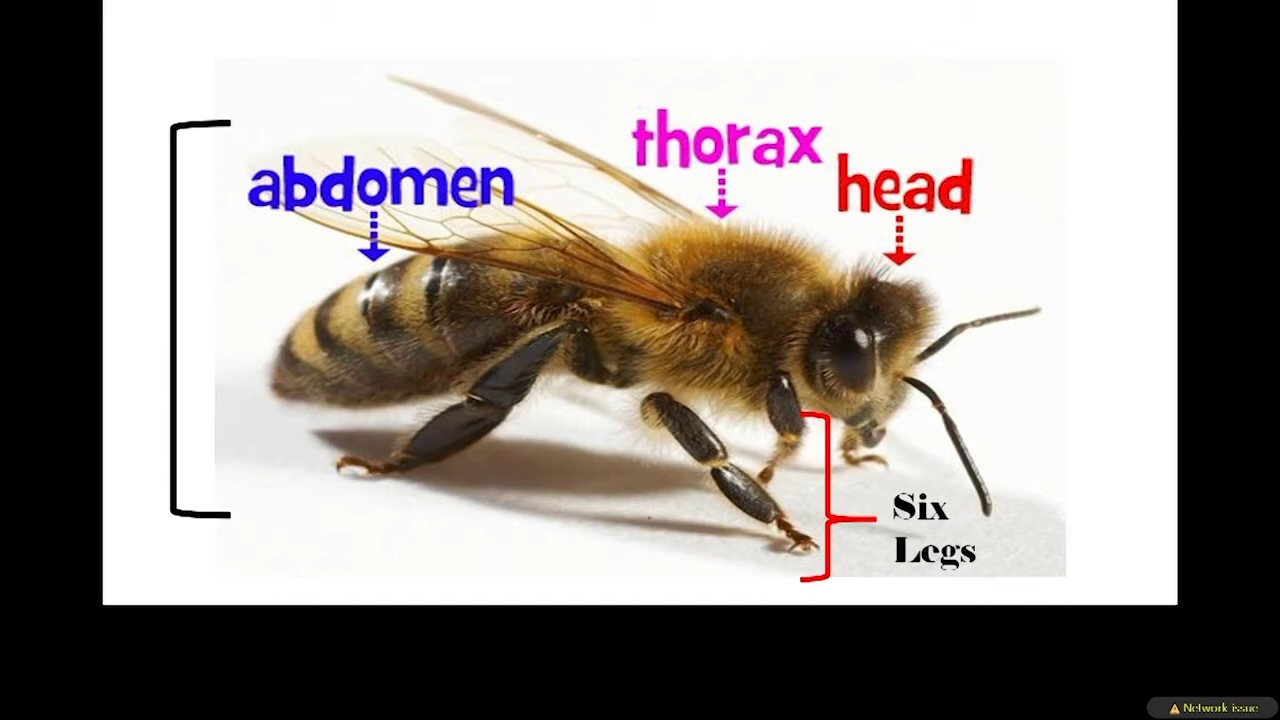 thorax
abdomen
head
Six
Legs
Network issue